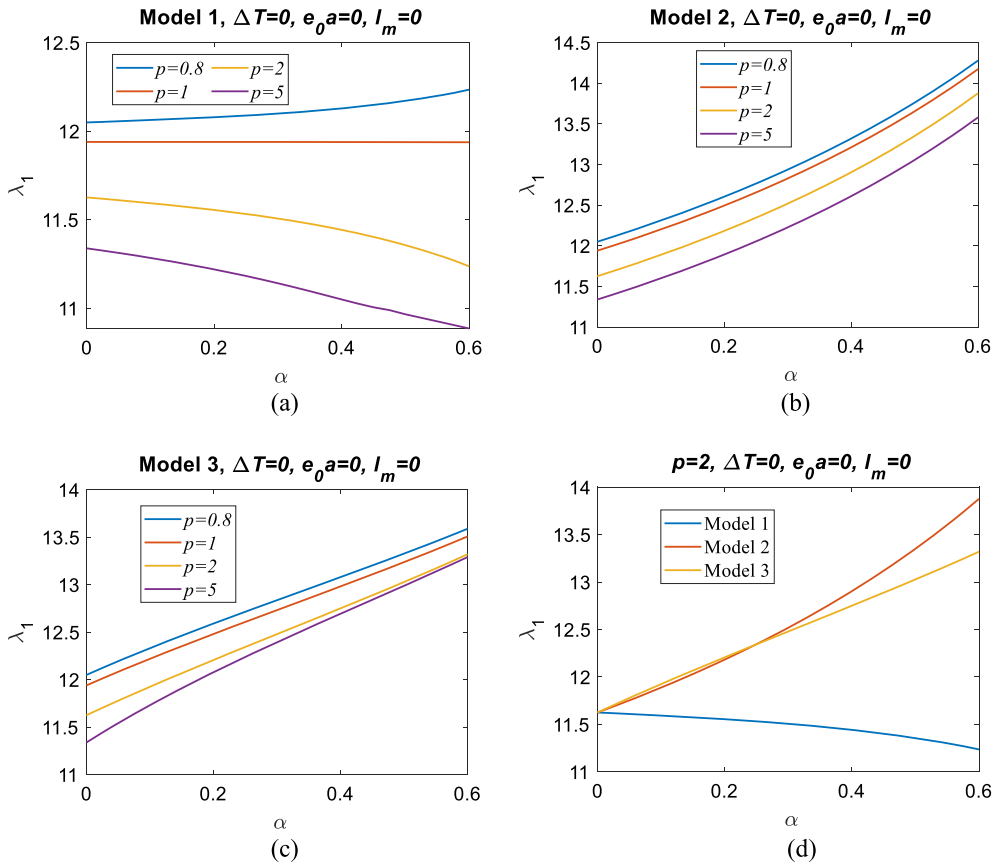 Model 1, ΔT=0, e₀a=0, lₘ=0
12.5
12
11.5
11
λ₁
p=0.8
p=2
p=1
p=5
0
0.2
0.4
0.6
α
(a)
Model 2, ΔT=0, e₀a=0, lₘ=0
14.5
14
13.5
13
12.5
12
11.5
11
λ₁
p=0.8
p=1
p=2
p=5
0
0.2
0.4
0.6
α
(b)
Model 3, ΔT=0, e₀a=0, lₘ=0
14
13.5
13
12.5
12
11.5
11
λ₁
p=0.8
p=1
p=2
p=5
0
0.2
0.4
0.6
α
(c)
p=2, ΔT=0, e₀a=0, lₘ=0
14
13.5
13
12.5
12
11.5
11
λ₁
Model 1
Model 2
Model 3
0
0.2
0.4
0.6
α
(d)